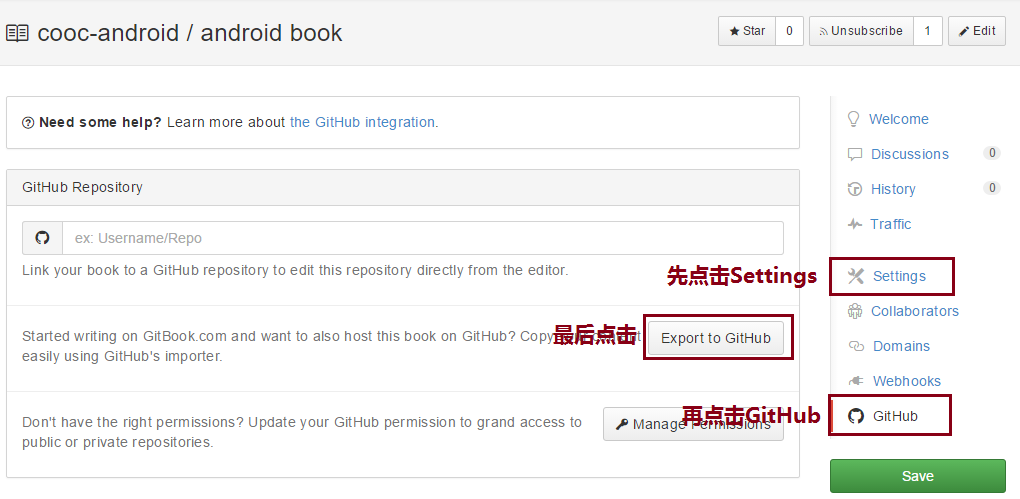 cooc-android / android book
Star 0
Unsubscribe 1
Edit
Need some help? Learn more about the GitHub integration.
GitHub Repository
ex: Username/Repo
Link your book to a GitHub repository to edit this repository directly from the editor.
Started writing on GitBook.com and want to also host this book on GitHub? Copy
easily using GitHub's importer.
最后点击
Export to GitHub
Don't have the right permissions? Update your GitHub permission to grand access to
public or private repositories.
Manage Permissions
Welcome
Discussions 0
History 0
Traffic
先点击Settings
Settings
Collaborators
Domains
Webhooks
再点击GitHub
GitHub
Save